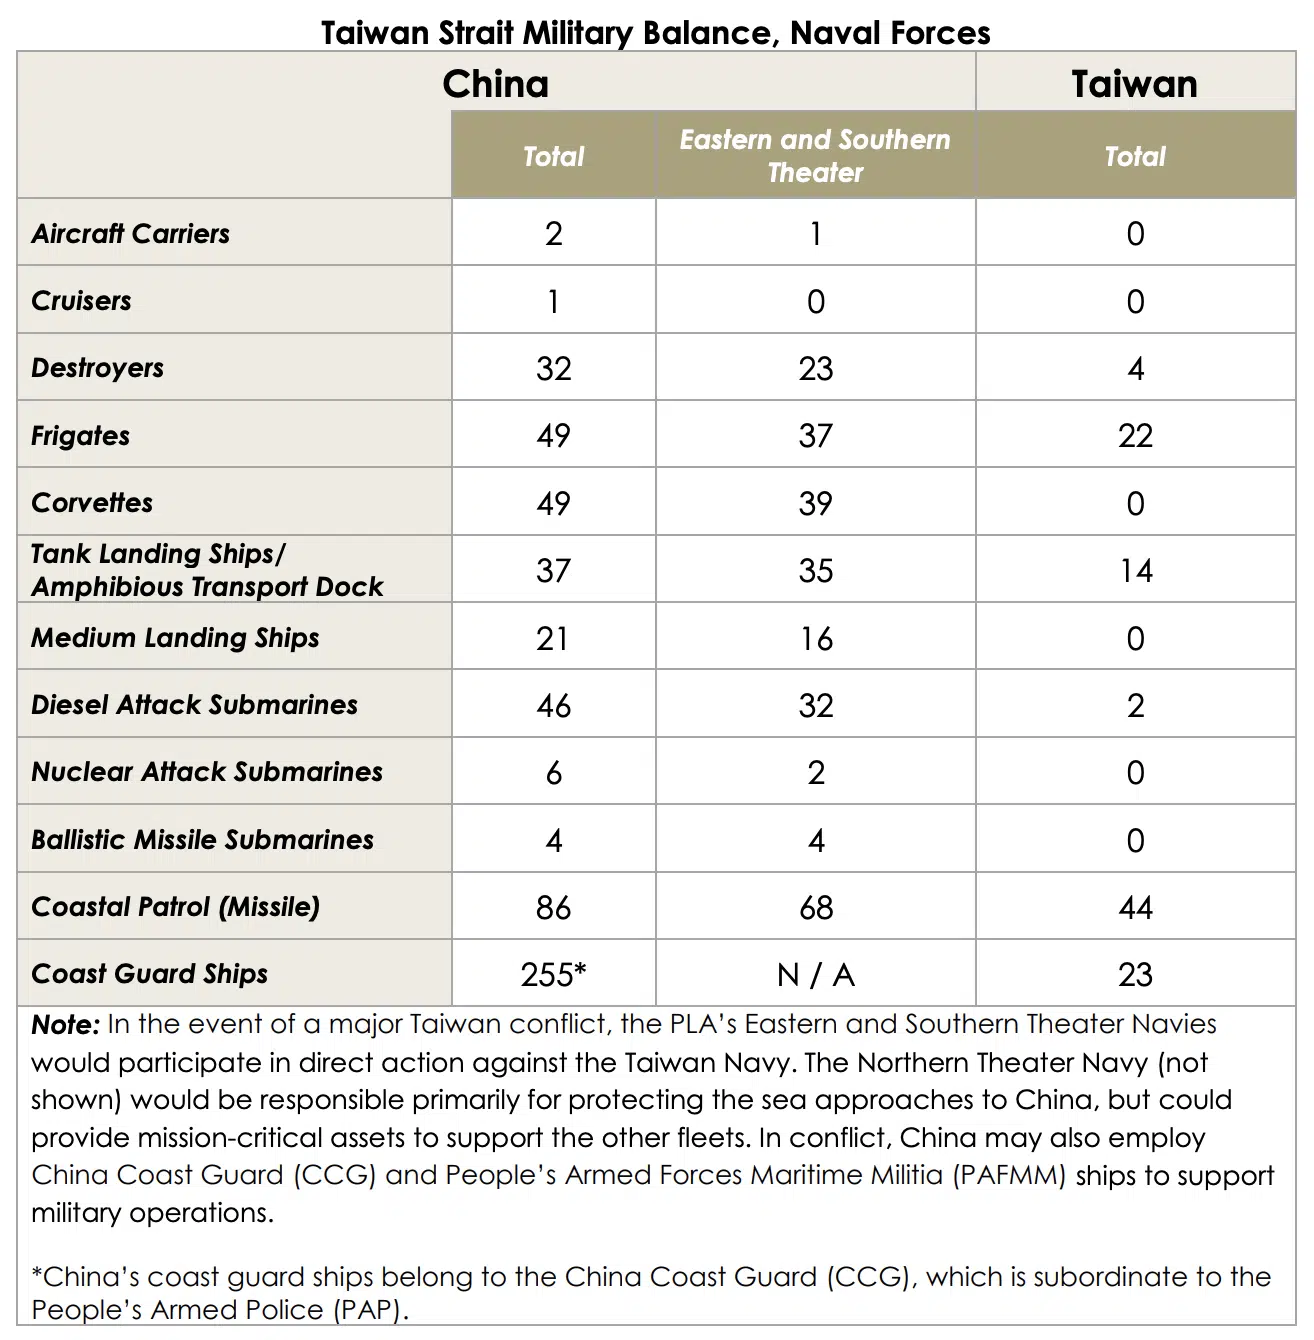 Taiwan Strait Military Balance, Naval Forces
China Taiwan
Total Eastern and Southern Theater Total
Aircraft Carriers 2 1 0
Cruisers 1 0 0
Destroyers 32 23 4
Frigates 49 37 22
Corvettes 49 39 0
Tank Landing Ships/
Amphibious Transport Dock 37 35 14
Medium Landing Ships 21 16 0
Diesel Attack Submarines 46 32 2
Nuclear Attack Submarines 6 2 0
Ballistic Missile Submarines 4 4 0
Coastal Patrol (Missile) 86 68 44
Coast Guard Ships 255* N / A 23
Note: In the event of a major Taiwan conflict, the PLA’s Eastern and Southern Theater Navies
would participate in direct action against the Taiwan Navy. The Northern Theater Navy (not
shown) would be responsible primarily for protecting the sea approaches to China, but could
provide mission-critical assets to support the other fleets. In conflict, China may also employ
China Coast Guard (CCG) and People’s Armed Forces Maritime Militia (PAFMM) ships to support
military operations.
*China’s coast guard ships belong to the China Coast Guard (CCG), which is subordinate to the
People’s Armed Police (PAP).